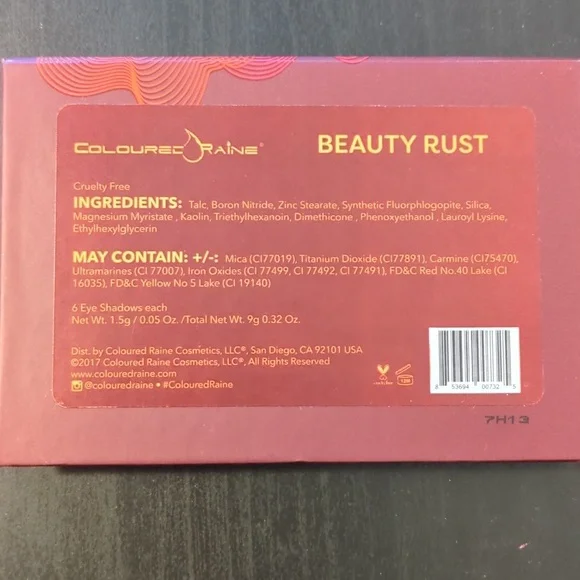 COLOURED RAINE® BEAUTY RUST
Cruelty Free
INGREDIENTS: Talc, Boron Nitride, Zinc Stearate, Synthetic Fluorphlogopite, Silica,
Magnesium Myristate , Kaolin, Triethylhexanoin, Dimethicone , Phenoxyethanol , Lauroyl Lysine,
Ethylhexylglycerin
MAY CONTAIN: +/-: Mica (CI77019), Titanium Dioxide (CI77891), Carmine (CI75470),
Ultramarines (CI 77007), Iron Oxides (CI 77499, CI 77492, CI 77491), FD&C Red No.40 Lake (CI
16035), FD&C Yellow No 5 Lake (CI 19140)
6 Eye Shadows each
Net Wt. 1.5g / 0.05 Oz. /Total Net Wt. 9g 0.32 Oz.
Dist. by Coloured Raine Cosmetics, LLC®, San Diego, CA 92101 USA
©2017 Coloured Raine Cosmetics, LLC®, All Rights Reserved
www.colouredraine.com
@colouredraine • #ColouredRaine
12M
8 53694 00732 5
7H13